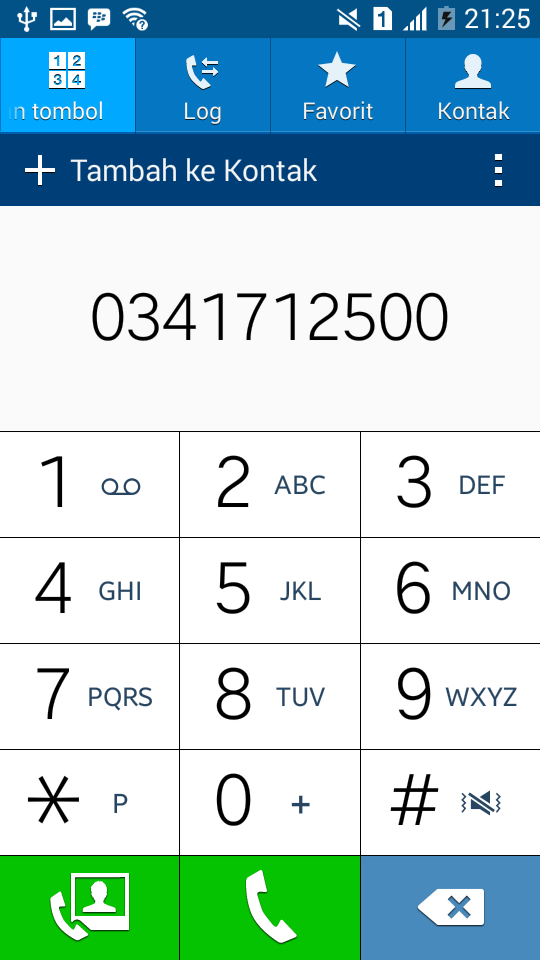 1 21:25
1 2
3 4
n tombol Log Favorit Kontak
Tambah ke Kontak
0341712500
1 2 ABC 3 DEF
4 GHI 5 JKL 6 MNO
7 PQRS 8 TUV 9 WXYZ
* P 0 + #